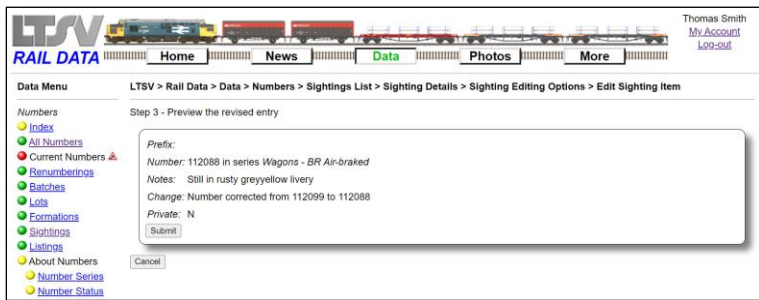 LTSV
RAIL DATA
Home
News
Data
Photos
More
Thomas Smith
My Account
Log-out
Data Menu
Numbers
Index
All Numbers
Current Numbers
Renumberings
Batches
Lots
Formations
Sightings
Listings
About Numbers
Number Series
Number Status
LTSV > Rail Data > Data > Numbers > Sightings List > Sighting Details > Sighting Editing Options > Edit Sighting Item
Step 3 - Preview the revised entry
Prefix:
Number: 112088 in series Wagons - BR Air-braked
Notes: Still in rusty greyyellow livery
Change: Number corrected from 112099 to 112088
Private: N
Submit
Cancel